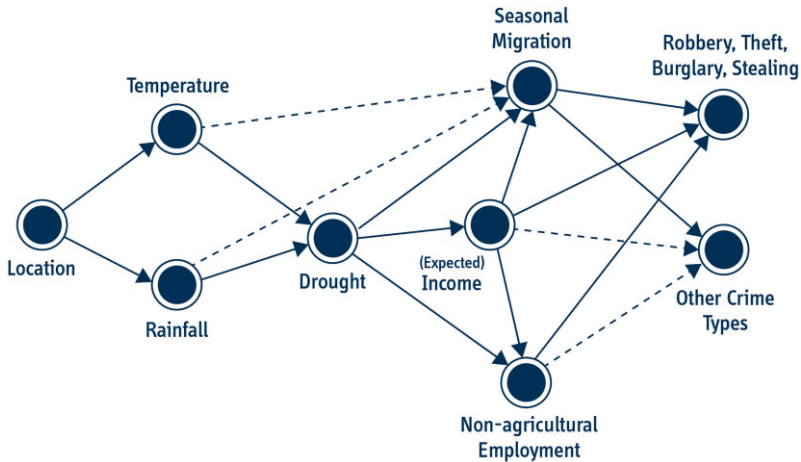 Seasonal
Migration
Robbery, Theft,
Burglary, Stealing
Temperature
Location
Rainfall
Drought
(Expected)
Income
Other Crime
Types
Non-agricultural
Employment